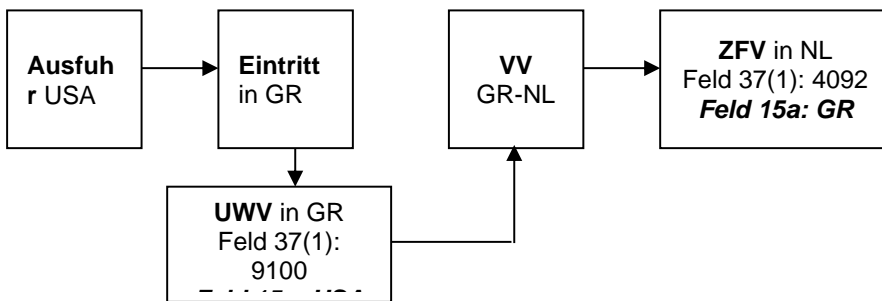 Ausfuh
r USA
Eintritt
in GR
VV
GR-NL
ZFV in NL
Feld 37(1): 4092
Feld 15a: GR
UWV in GR
Feld 37(1):
9100